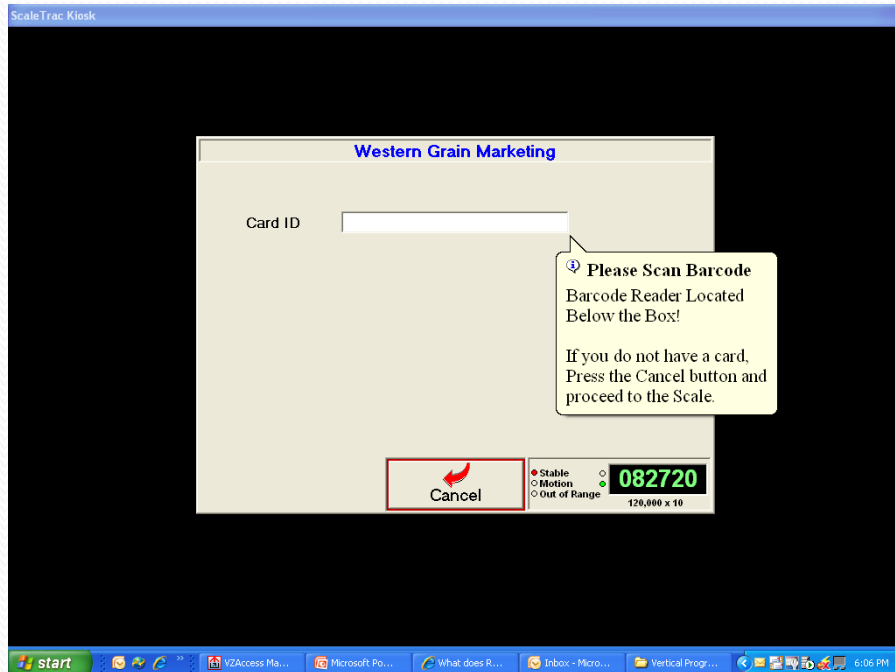 ScaleTrac Kiosk
Western Grain Marketing
Card ID
Please Scan Barcode
Barcode Reader Located
Below the Box!
If you do not have a card,
Press the Cancel button and
proceed to the Scale.
Cancel
Stable
Motion
Out of Range
082720
120,000 x 10
start
VZAccess Ma...
Microsoft Po...
What does R...
Inbox - Micro...
Vertical Progr...
6:06 PM